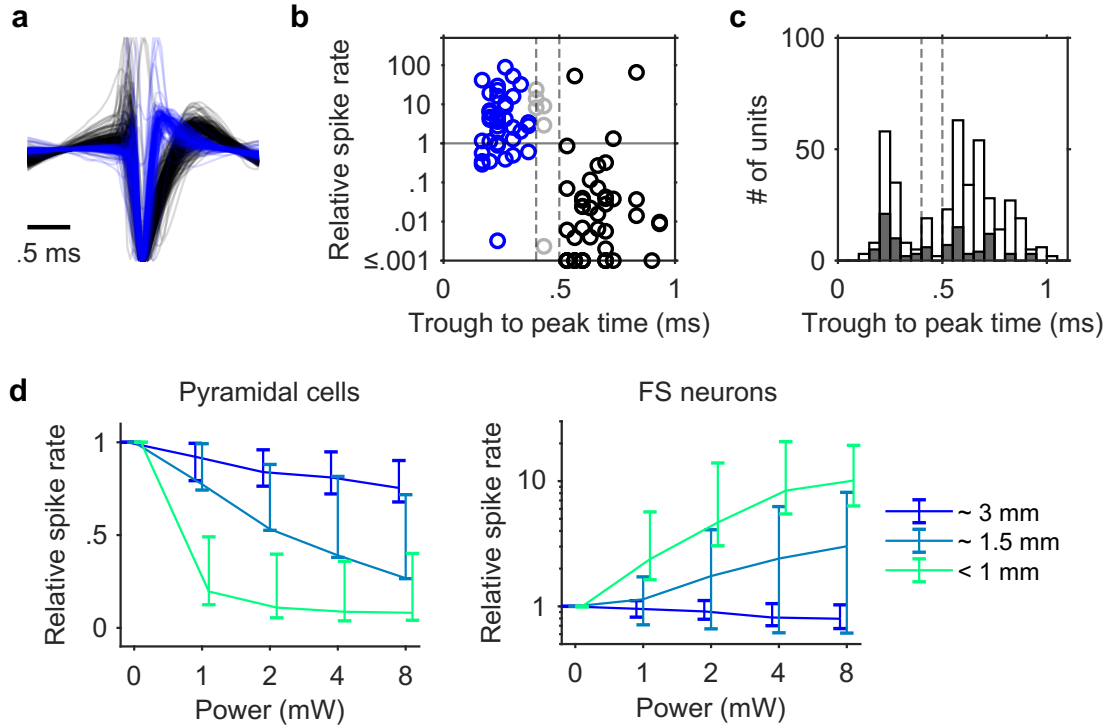 a
.5 ms
b
Relative spike rate
100
10
1
.1
.01
≤.001
0
.5
1
Trough to peak time (ms)
c
# of units
100
50
0
0
.5
1
Trough to peak time (ms)
d
Pyramidal cells
Relative spike rate
1
.5
0
0
1
2
4
8
Power (mW)
FS neurons
Relative spike rate
10
1
0
1
2
4
8
Power (mW)
~ 3 mm
~ 1.5 mm
< 1 mm